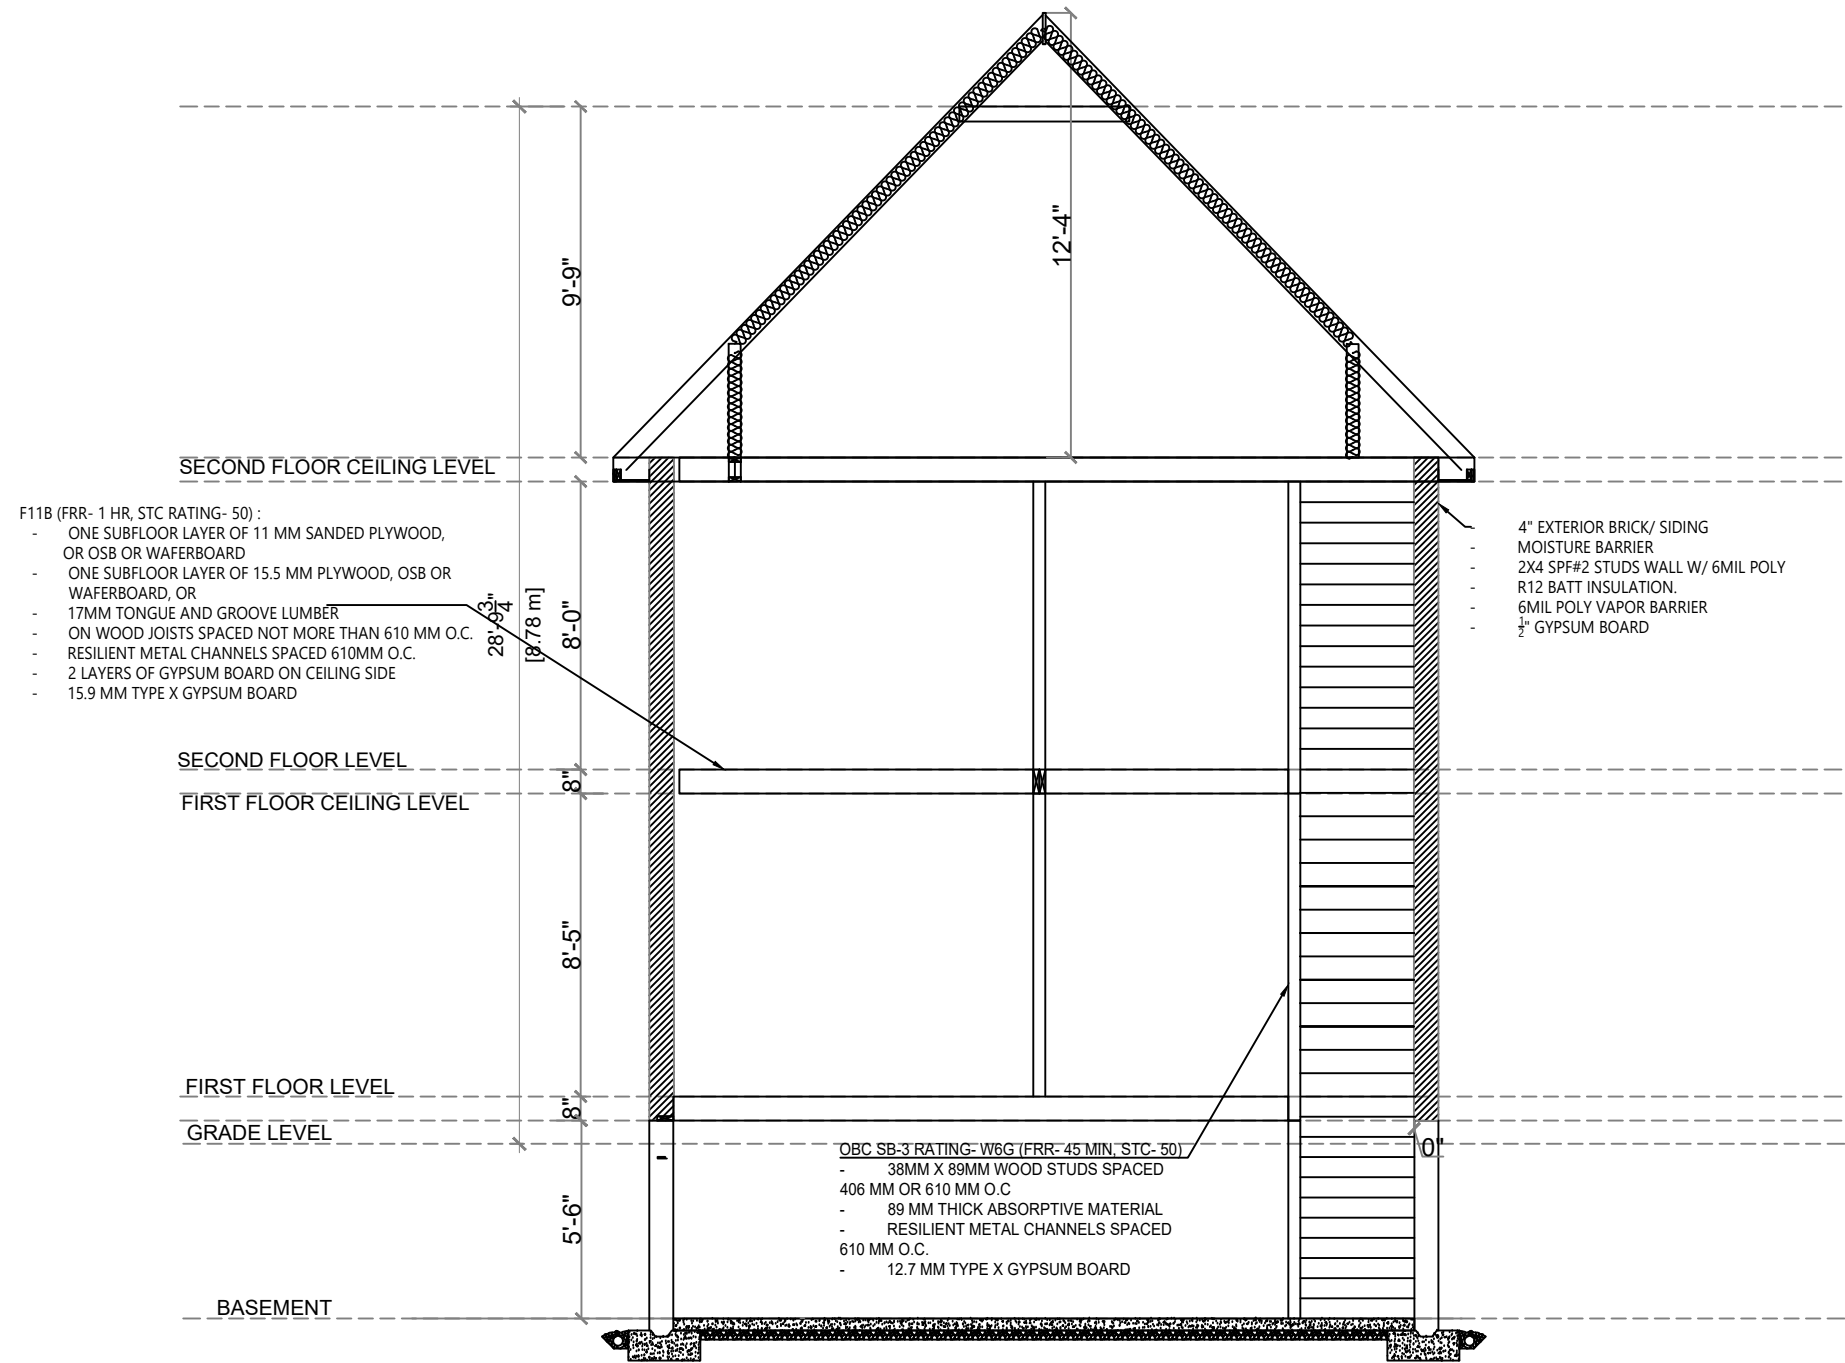 12'-4"
9'-9"
SECOND FLOOR CEILING LEVEL
F11B (FRR- 1 HR, STC RATING- 50) :
- ONE SUBFLOOR LAYER OF 11 MM SANDED PLYWOOD,
OR OSB OR WAFERBOARD
- ONE SUBFLOOR LAYER OF 15.5 MM PLYWOOD, OSB OR
WAFERBOARD, OR
- 17MM TONGUE AND GROOVE LUMBER
- ON WOOD JOISTS SPACED NOT MORE THAN 610 MM O.C.
- RESILIENT METAL CHANNELS SPACED 610MM O.C.
- 2 LAYERS OF GYPSUM BOARD ON CEILING SIDE
- 15.9 MM TYPE X GYPSUM BOARD
28'-9 3/4"
[8.78 m]
8'-0"
- 4" EXTERIOR BRICK/ SIDING
- MOISTURE BARRIER
- 2X4 SPF#2 STUDS WALL W/ 6MIL POLY
- R12 BATT INSULATION.
- 6MIL POLY VAPOR BARRIER
- 1/2" GYPSUM BOARD
SECOND FLOOR LEVEL
8"
FIRST FLOOR CEILING LEVEL
8'-5"
FIRST FLOOR LEVEL
8"
GRADE LEVEL
0"
OBC SB-3 RATING- W6G (FRR- 45 MIN, STC- 50)
- 38MM X 89MM WOOD STUDS SPACED
406 MM OR 610 MM O.C
- 89 MM THICK ABSORPTIVE MATERIAL
- RESILIENT METAL CHANNELS SPACED
610 MM O.C.
- 12.7 MM TYPE X GYPSUM BOARD
5'-6"
BASEMENT